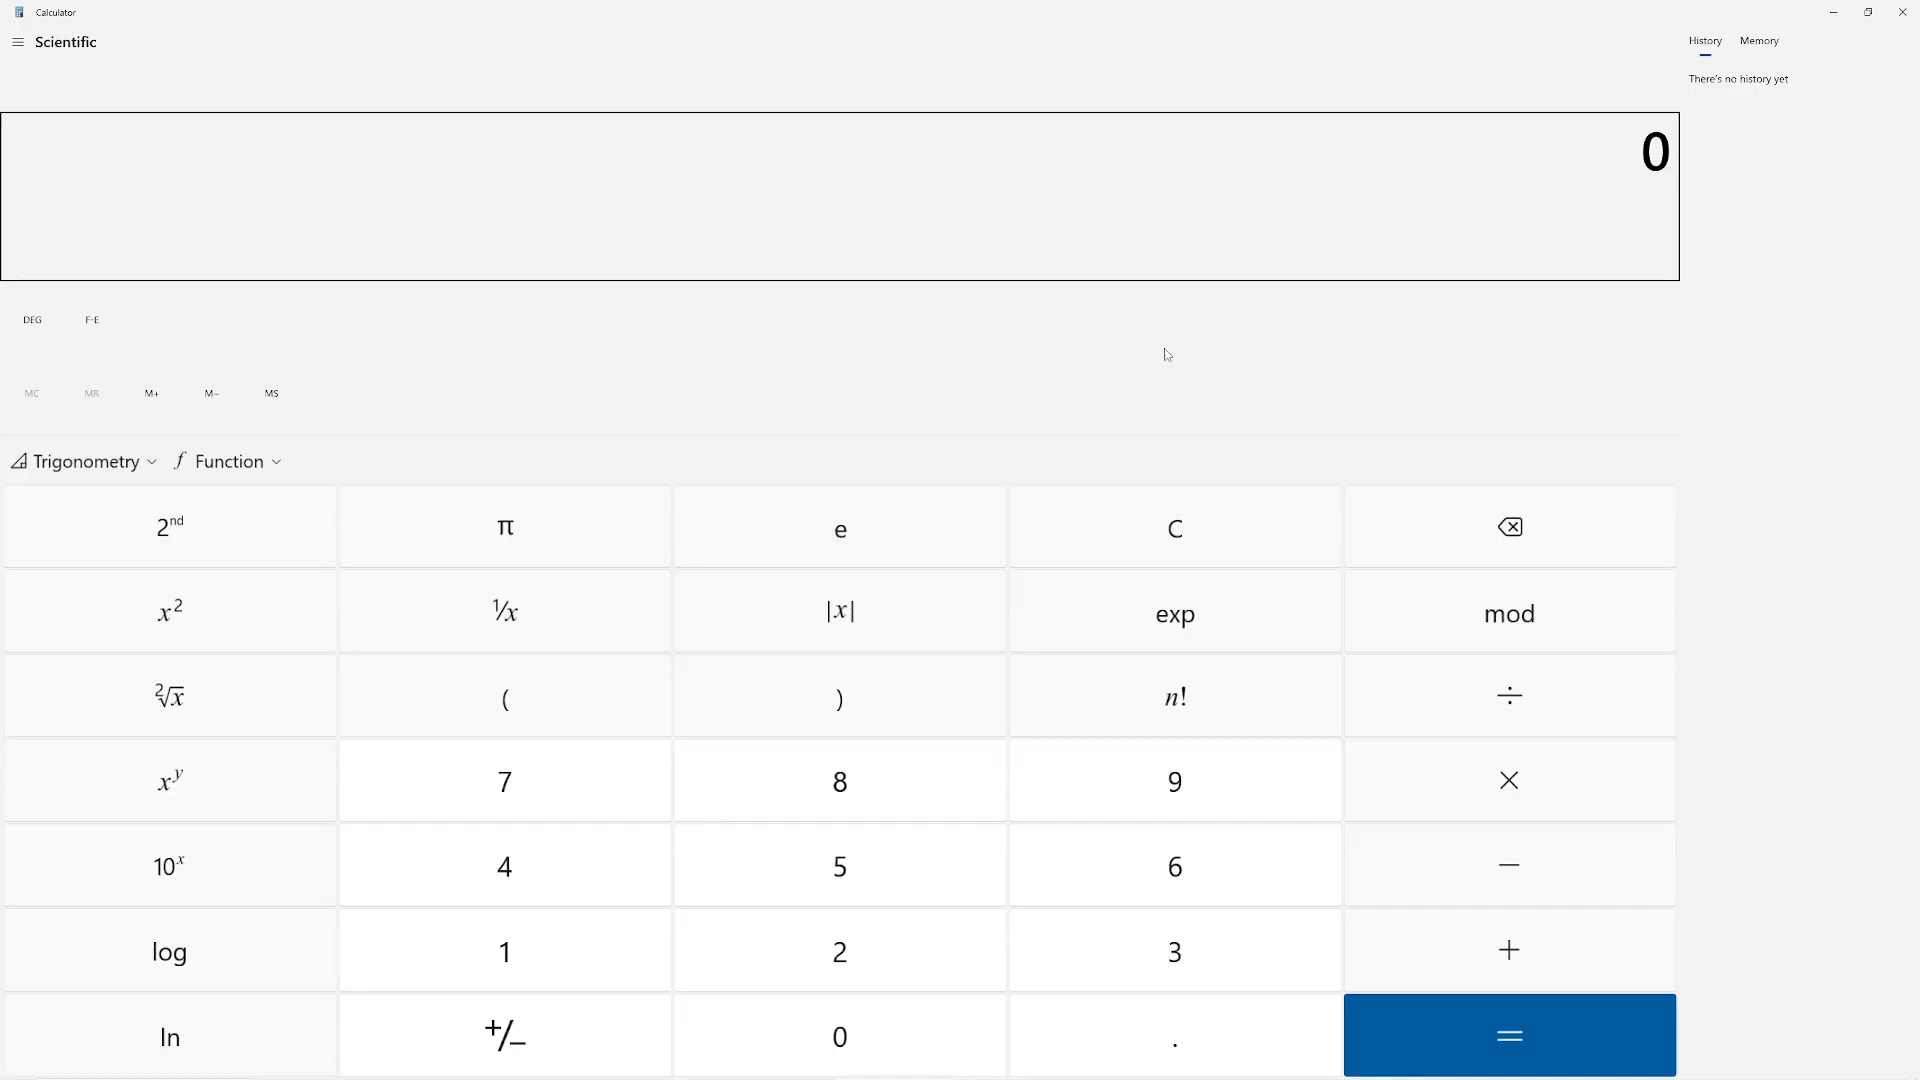 Calculator
Scientific
History Memory
There's no history yet
0
DEG F-E
MC MR M+ M− MS
Trigonometry f Function
2ⁿᵈ π e C
x² ¹/x |x| exp mod
²√x ( ) n! ÷
xʸ 7 8 9 ×
10ˣ 4 5 6 −
log 1 2 3 +
ln +/− 0 . =